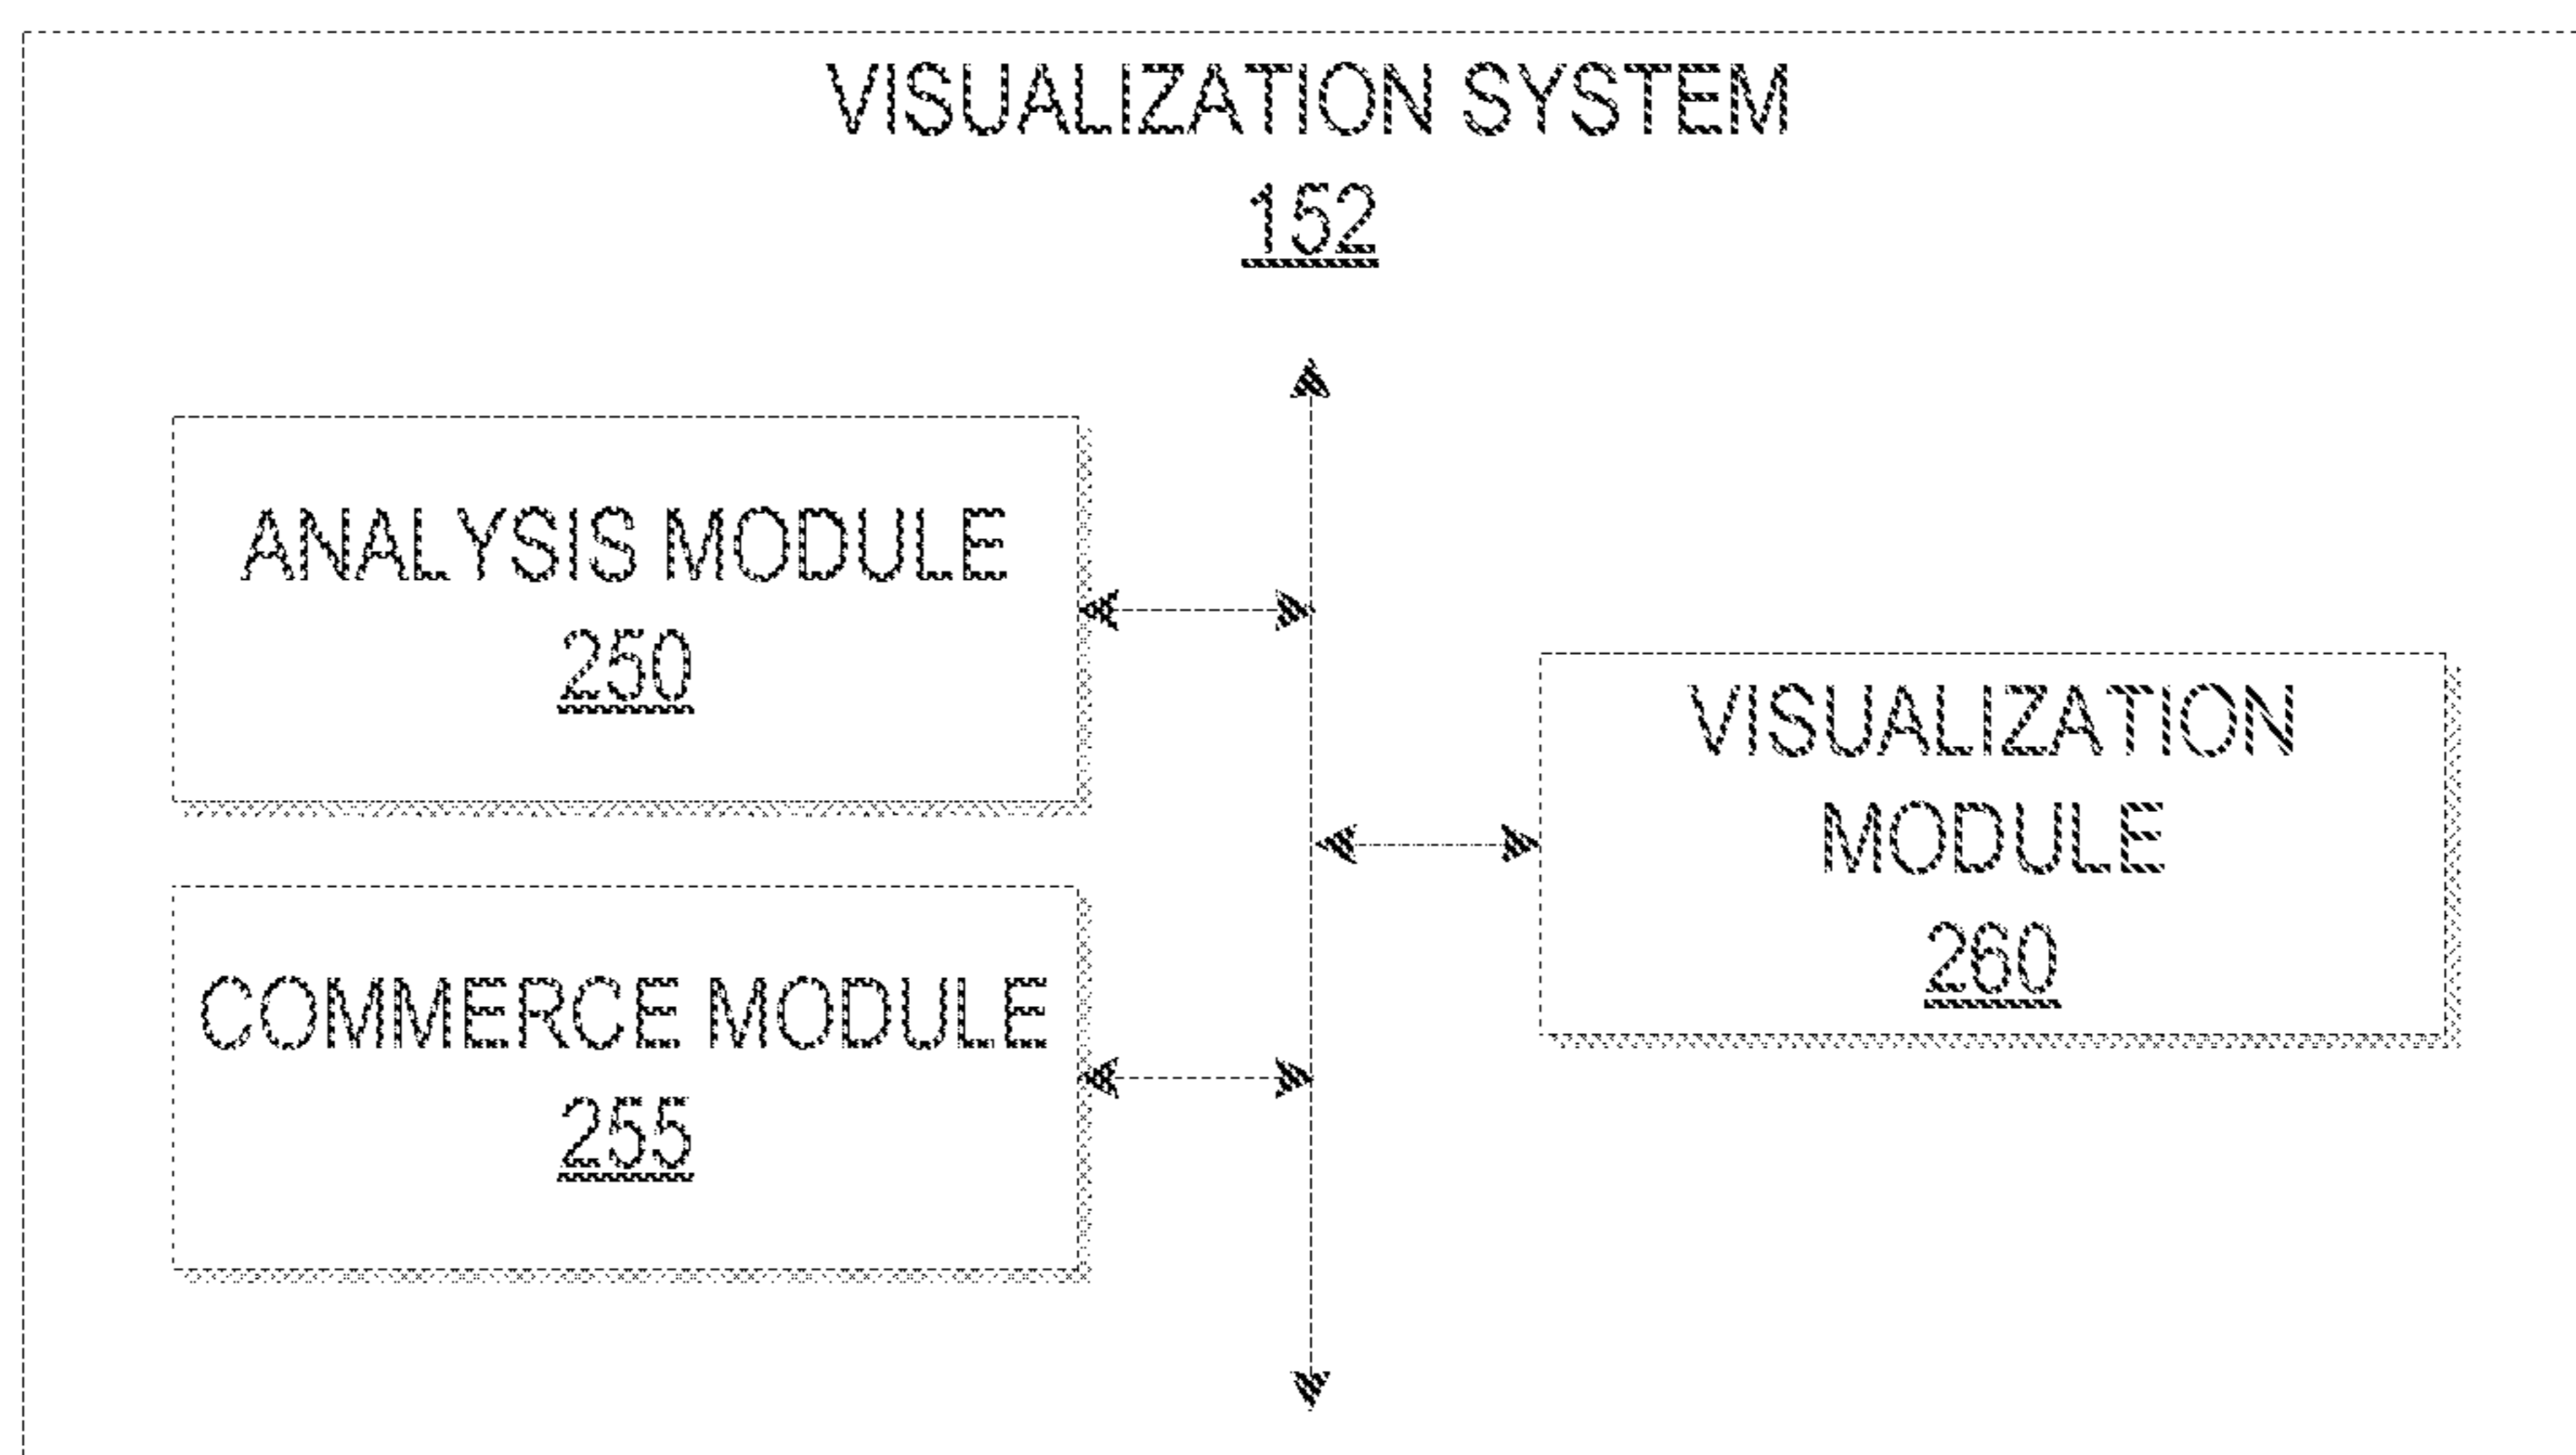 VISUALIZATION SYSTEM
152
ANALYSIS MODULE
250
VISUALIZATION
MODULE
260
COMMERCE MODULE
255